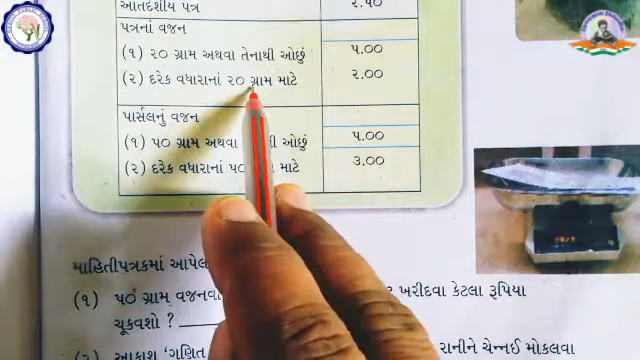 આંતર્દેશીય પત્ર ૨.૫૦
પત્રનાં વજન
(૧) ૨૦ ગ્રામ અથવા તેનાથી ઓછું ૫.૦૦
(૨) દરેક વધારાનાં ૨૦ ગ્રામ માટે ૨.૦૦
પાર્સલનું વજન
(૧) ૫૦ ગ્રામ અથવા ઓછું ૫.૦૦
(૨) દરેક વધારાનાં ૫૦ માટે ૩.૦૦
માહિતીપત્રકમાં આપેલ
(૧) ૫૦ ગ્રામ વજનવા ખરીદવા કેટલા રૂપિયા
ચૂકવશો ?
(૨) આકાશ 'ગણિત રાનીને ચેન્નઈ મોકલવા